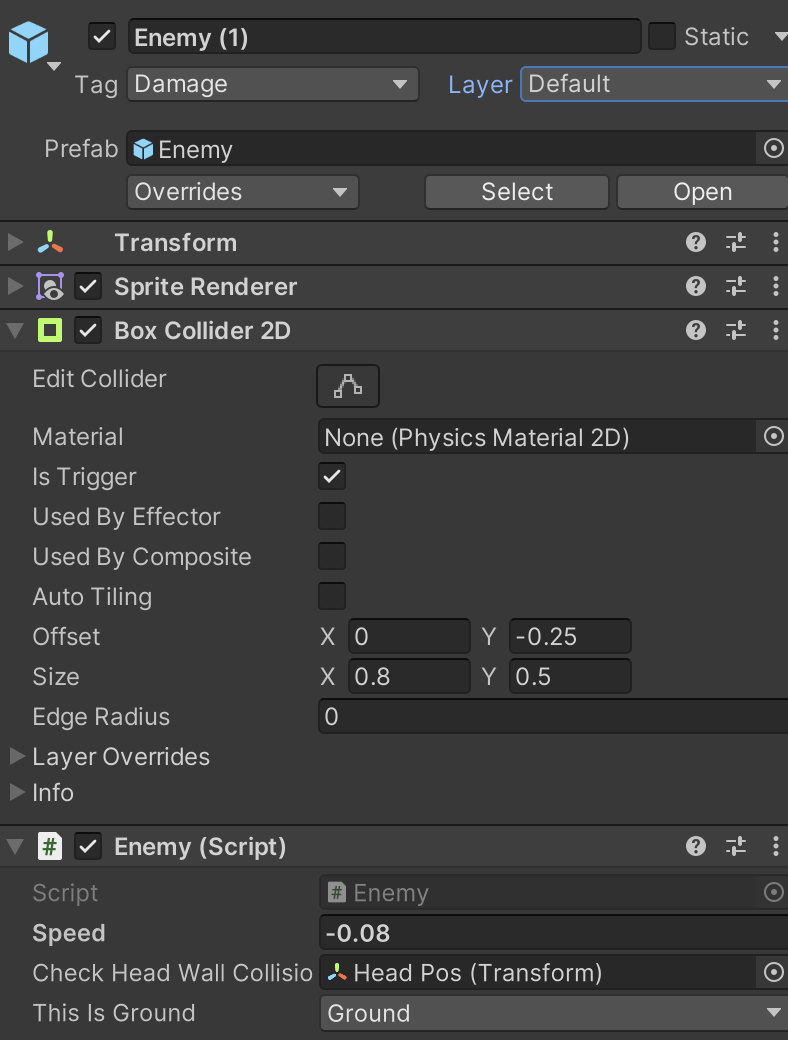 Enemy (1) Static
Tag Damage Layer Default
Prefab Enemy
Overrides Select Open
Transform
Sprite Renderer
Box Collider 2D
Edit Collider
Material None (Physics Material 2D)
Is Trigger
Used By Effector
Used By Composite
Auto Tiling
Offset X 0 Y -0.25
Size X 0.8 Y 0.5
Edge Radius 0
Layer Overrides
Info
# Enemy (Script)
Script # Enemy
Speed -0.08
Check Head Wall Collisio Head Pos (Transform)
This Is Ground Ground